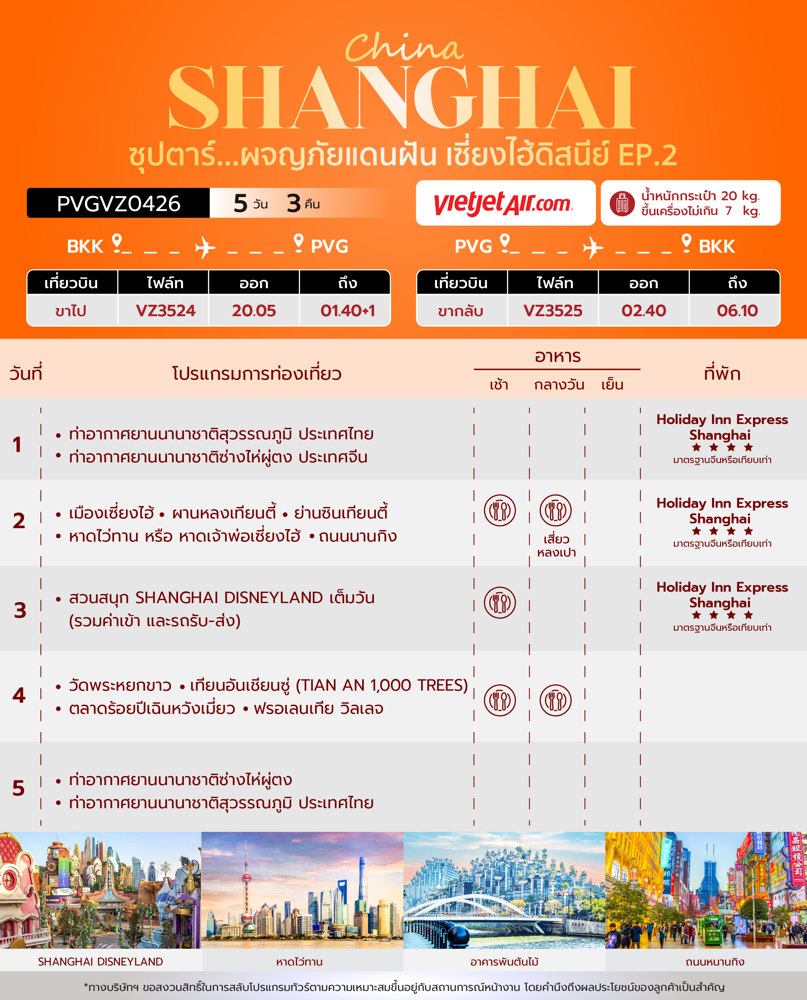 China
SHANGHAI
ซุปตาร์...ผจญภัยแดนฝัน เซี่ยงไฮ้ดิสนีย์ EP.2
PVGVZ0426 5 วัน 3 คืน
vietjet Air.com
น้ำหนักกระเป๋า 20 kg.
ขึ้นเครื่องไม่เกิน 7 kg.
BKK PVG
PVG BKK
เที่ยวบิน ไฟล์ท ออก ถึง
ขาไป VZ3524 20.05 01.40+1
เที่ยวบิน ไฟล์ท ออก ถึง
ขากลับ VZ3525 02.40 06.10
วันที่ โปรแกรมการท่องเที่ยว อาหาร ที่พัก
เช้า กลางวัน เย็น
1
• ท่าอากาศยานนานาชาติสุวรรณภูมิ ประเทศไทย
• ท่าอากาศยานนานาชาติซ่างไห่ผู่ตง ประเทศจีน
Holiday Inn Express
Shanghai
มาตรฐานจีนหรือเทียบเท่า
2
• เมืองเซี่ยงไฮ้ • ผานหลงเทียนตี้ • ย่านซินเทียนตี้
• หาดไว่ทาน หรือ หาดเจ้าพ่อเซี่ยงไฮ้ • ถนนนานกิง
เสี่ยว
หลงเปา
Holiday Inn Express
Shanghai
มาตรฐานจีนหรือเทียบเท่า
3
• สวนสนุก SHANGHAI DISNEYLAND เต็มวัน
(รวมค่าเข้า และรถรับ-ส่ง)
Holiday Inn Express
Shanghai
มาตรฐานจีนหรือเทียบเท่า
4
• วัดพระหยกขาว • เทียนอันเชียนซู่ (TIAN AN 1,000 TREES)
• ตลาดร้อยปีเฉินหวังเมี่ยว • ฟรอเลนเทีย วิลเลจ
5
• ท่าอากาศยานนานาชาติซ่างไห่ผู่ตง
• ท่าอากาศยานนานาชาติสุวรรณภูมิ ประเทศไทย
ZOOTOPIA
SHANGHAI DISNEYLAND
หาดไว่ทาน
อาคารพันต้นไม้
ถนนหนานกิง
*ทางบริษัทฯ ขอสงวนสิทธิ์ในการสลับโปรแกรมทัวร์ตามความเหมาะสมขึ้นอยู่กับสถานการณ์หน้างาน โดยคำนึงถึงผลประโยชน์ของลูกค้าเป็นสำคัญ